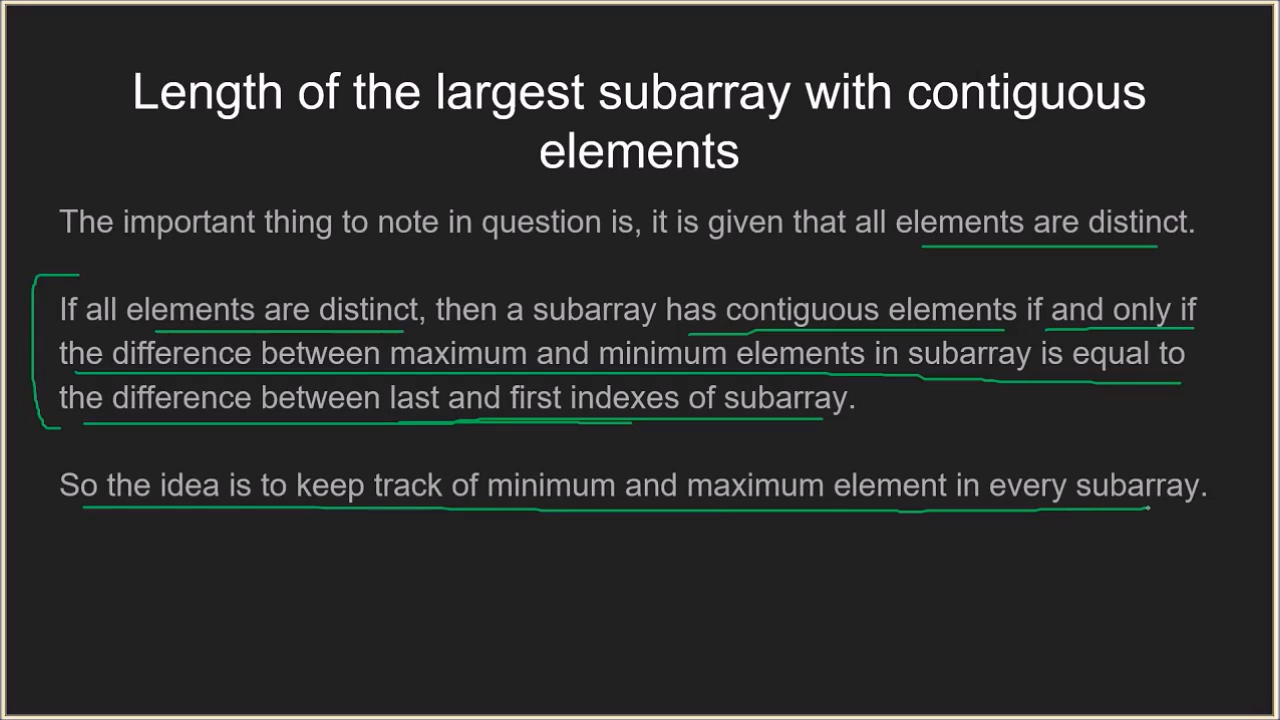 Length of the largest subarray with contiguous
elements
The important thing to note in question is, it is given that all elements are distinct.
If all elements are distinct, then a subarray has contiguous elements if and only if
the difference between maximum and minimum elements in subarray is equal to
the difference between last and first indexes of subarray.
So the idea is to keep track of minimum and maximum element in every subarray.